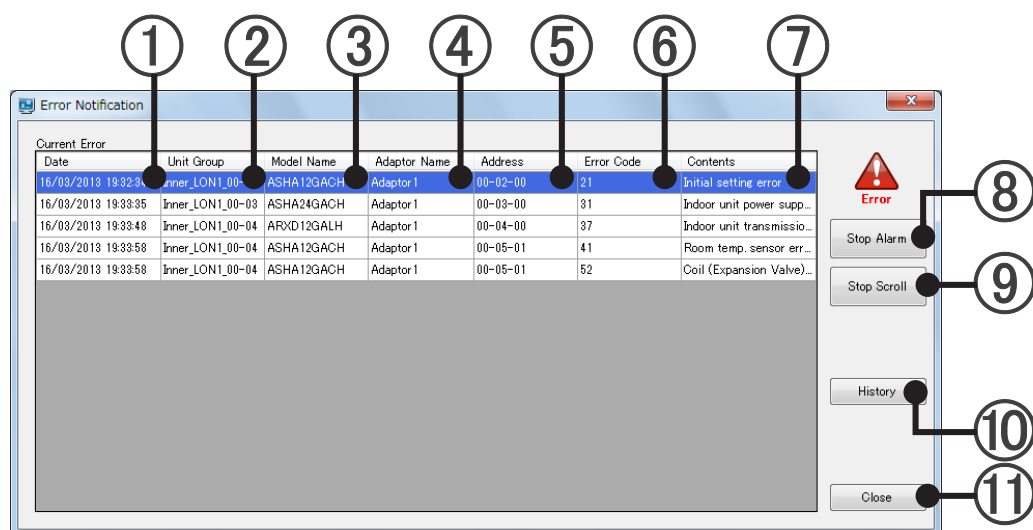 ① ② ③ ④ ⑤ ⑥ ⑦
Error Notification
Current Error
Date Unit Group Model Name Adaptor Name Address Error Code Contents
16/03/2013 19:32:3 Inner_LON1_00- ASHA12GACH Adaptor1 00-02-00 21 Initial setting error
16/03/2013 19:33:35 Inner_LON1_00-03 ASHA24GACH Adaptor1 00-03-00 31 Indoor unit power supp...
16/03/2013 19:33:48 Inner_LON1_00-04 ARXD12GALH Adaptor1 00-04-00 37 Indoor unit transmissio...
16/03/2013 19:33:58 Inner_LON1_00-04 ASHA12GACH Adaptor1 00-05-01 41 Room temp. sensor err...
16/03/2013 19:33:58 Inner_LON1_00-04 ASHA12GACH Adaptor1 00-05-01 52 Coil (Expansion Valve)...
Error
Stop Alarm ⑧
Stop Scroll ⑨
History ⑩
Close ⑪